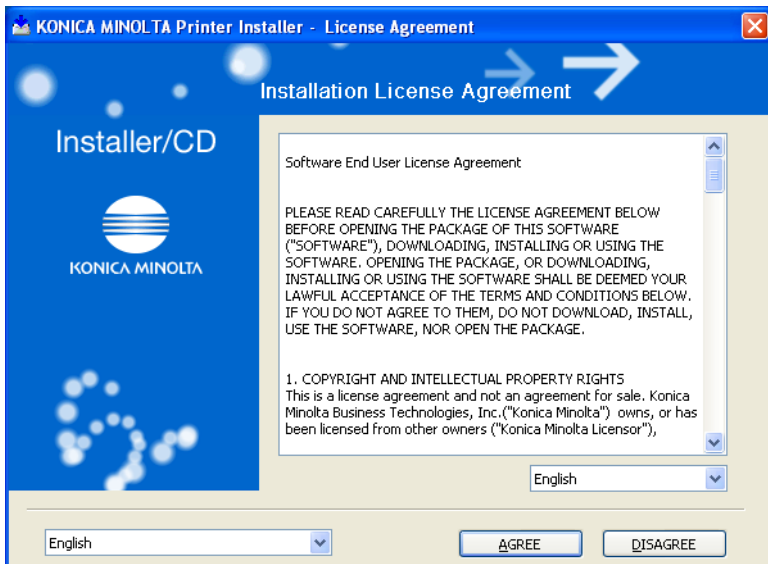 KONICA MINOLTA Printer Installer - License Agreement
Installation License Agreement
Installer/CD
KONICA MINOLTA
Software End User License Agreement
PLEASE READ CAREFULLY THE LICENSE AGREEMENT BELOW
BEFORE OPENING THE PACKAGE OF THIS SOFTWARE
("SOFTWARE"), DOWNLOADING, INSTALLING OR USING THE
SOFTWARE. OPENING THE PACKAGE, OR DOWNLOADING,
INSTALLING OR USING THE SOFTWARE SHALL BE DEEMED YOUR
LAWFUL ACCEPTANCE OF THE TERMS AND CONDITIONS BELOW.
IF YOU DO NOT AGREE TO THEM, DO NOT DOWNLOAD, INSTALL,
USE THE SOFTWARE, NOR OPEN THE PACKAGE.
1. COPYRIGHT AND INTELLECTUAL PROPERTY RIGHTS
This is a license agreement and not an agreement for sale. Konica
Minolta Business Technologies, Inc.("Konica Minolta") owns, or has
been licensed from other owners ("Konica Minolta Licensor"),
English
English
AGREE
DISAGREE